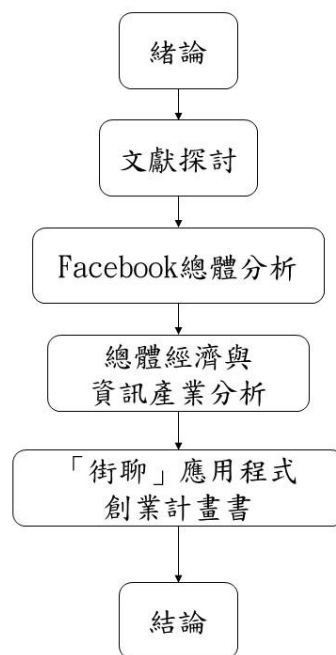 緒論
文獻探討
Facebook總體分析
總體經濟與
資訊產業分析
「街聊」應用程式
創業計畫書
結論